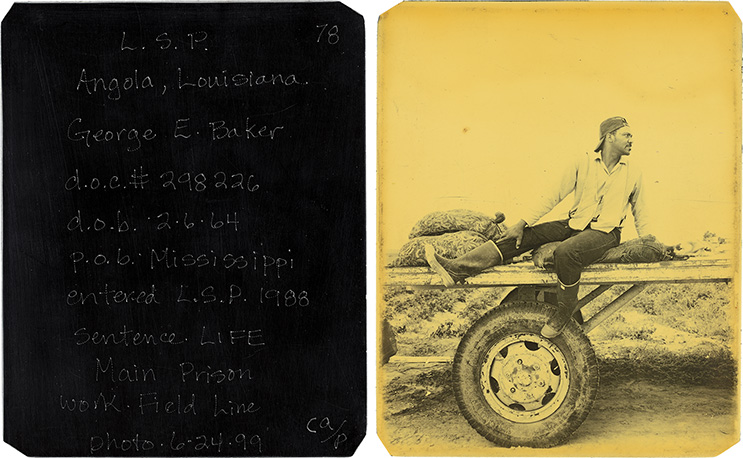 L.S.P. 78
Angola, Louisiana.
George E. Baker
d.o.c.# 298226
d.o.b. 2.6.64
p.o.b. Mississippi
entered L.S.P. 1988
sentence. LIFE
Main Prison
work. Field Line
photo. 6-24-99
ca/p